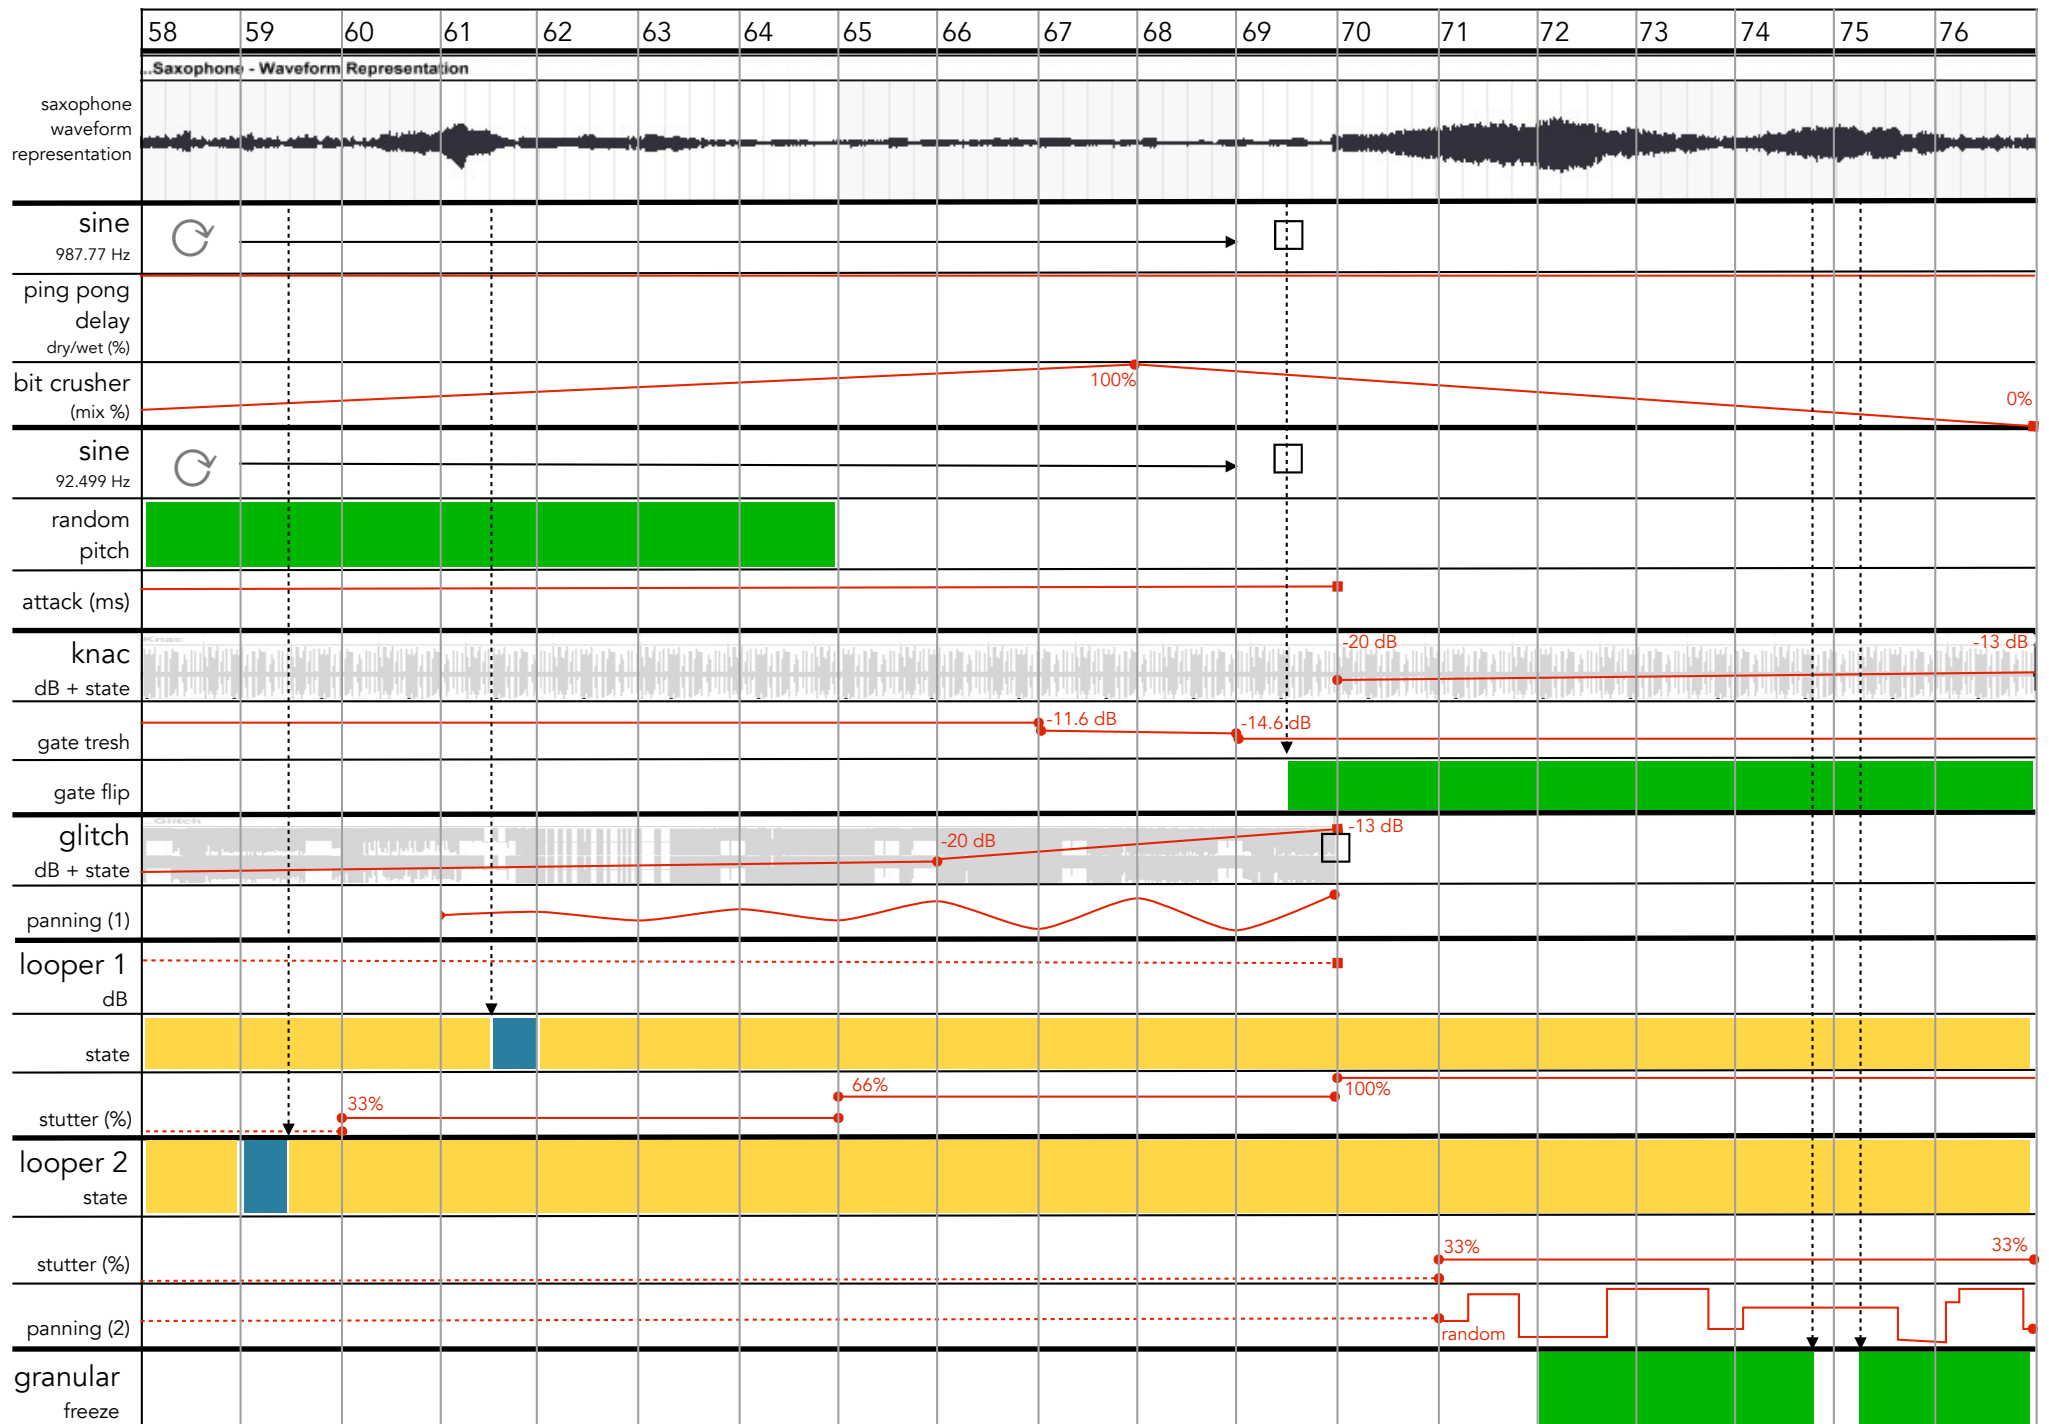 58 59 60 61 62 63 64 65 66 67 68 69 70 71 72 73 74 75 76
...Saxophone - Waveform Representation
saxophone
waveform
representation
sine
987.77 Hz
ping pong
delay
dry/wet (%)
bit crusher
(mix %)
100%
0%
sine
92.499 Hz
random
pitch
attack (ms)
Knac
knac
dB + state
-20 dB
-13 dB
gate tresh
-11.6 dB
-14.6 dB
gate flip
...Glitch
glitch
dB + state
-20 dB
-13 dB
panning (1)
looper 1
dB
state
stutter (%)
33%
66%
100%
looper 2
state
stutter (%)
33%
33%
panning (2)
random
granular
freeze